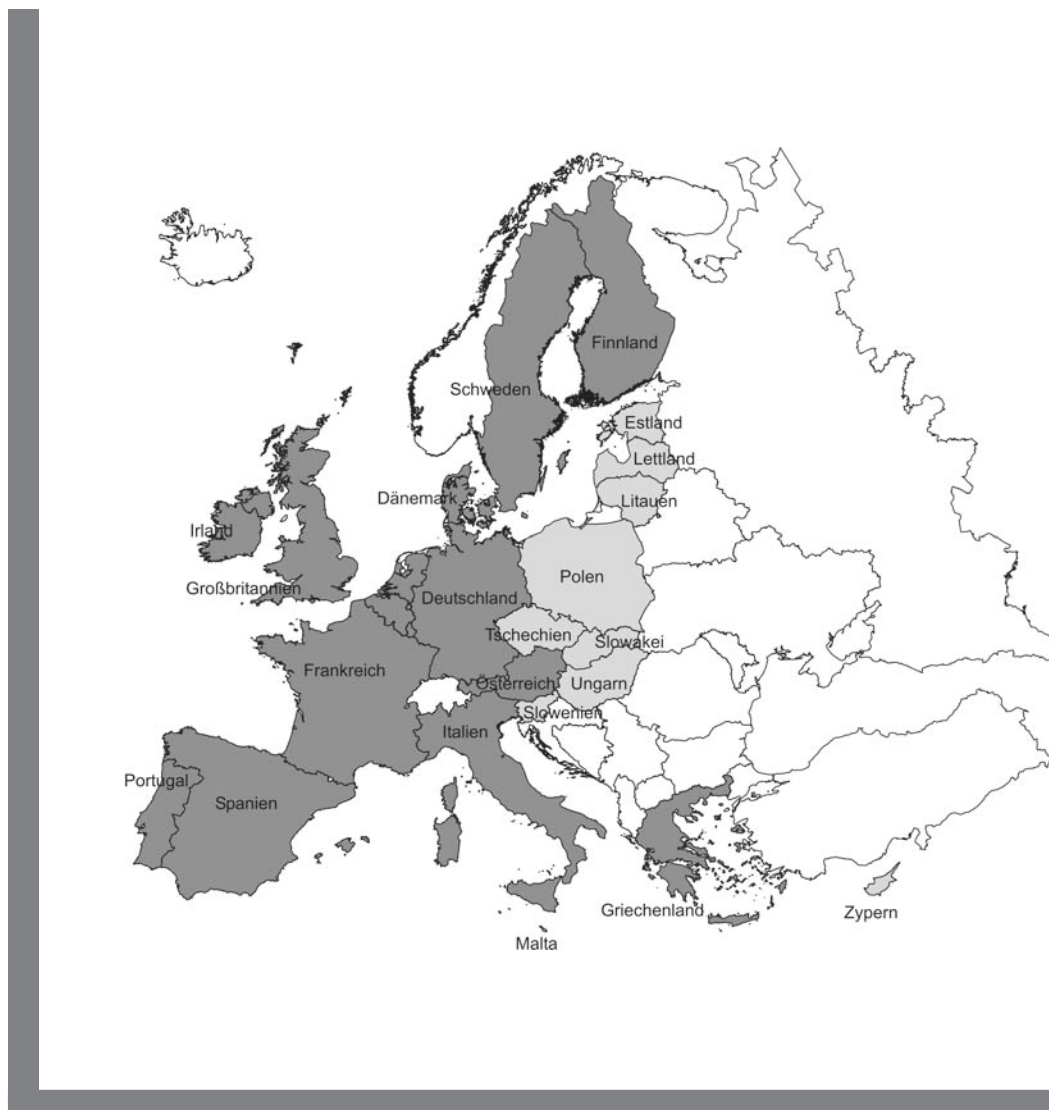 Finnland
Schweden
Estland
Lettland
Dänemark
Litauen
Irland
Polen
Großbritannien
Deutschland
Tschechien
Slowakei
Frankreich
Österreich
Ungarn
Slowenien
Italien
Portugal
Spanien
Griechenland
Zypern
Malta